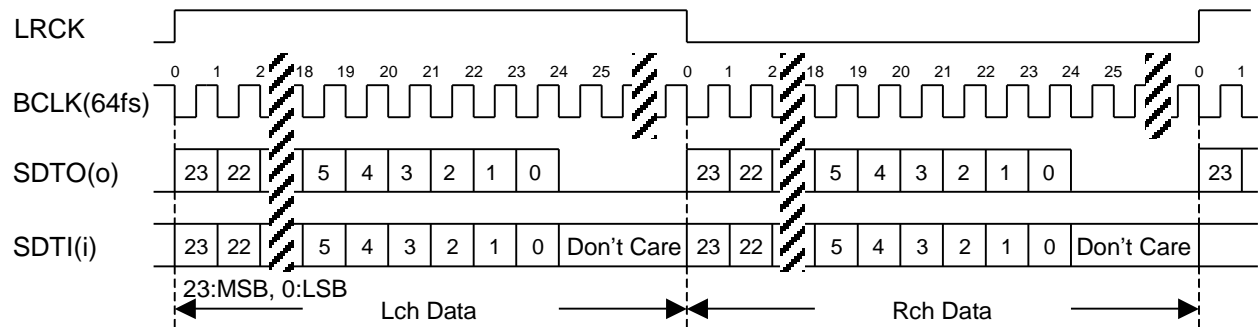 LRCK
0 1 2 18 19 20 21 22 23 24 25 0 1 2 18 19 20 21 22 23 24 25 0 1
BCLK(64fs)
SDTO(o) 23 22 5 4 3 2 1 0 23 22 5 4 3 2 1 0 23
SDTI(i) 23 22 5 4 3 2 1 0 Don't Care 23 22 5 4 3 2 1 0 Don't Care
23:MSB, 0:LSB
Lch Data Rch Data